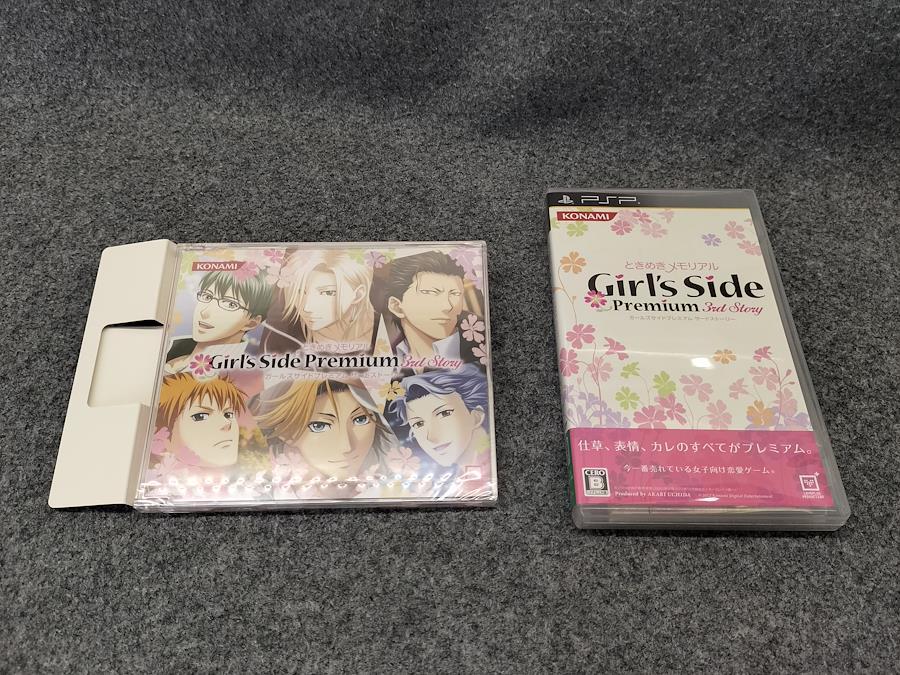 KONAMI
ときめきメモリアル
Girl's Side Premium 3rd Story
PSP
KONAMI
ときめきメモリアル
Girl's Side
Premium 3rd Story
ガールズサイドプレミアム サードストーリー
仕草、表情、カレのすべてがプレミアム。
今一番売れている女子向け恋愛ゲーム。
CERO
B
Produced by AKARI UCHIDA
©2012 Konami Digital Entertainment